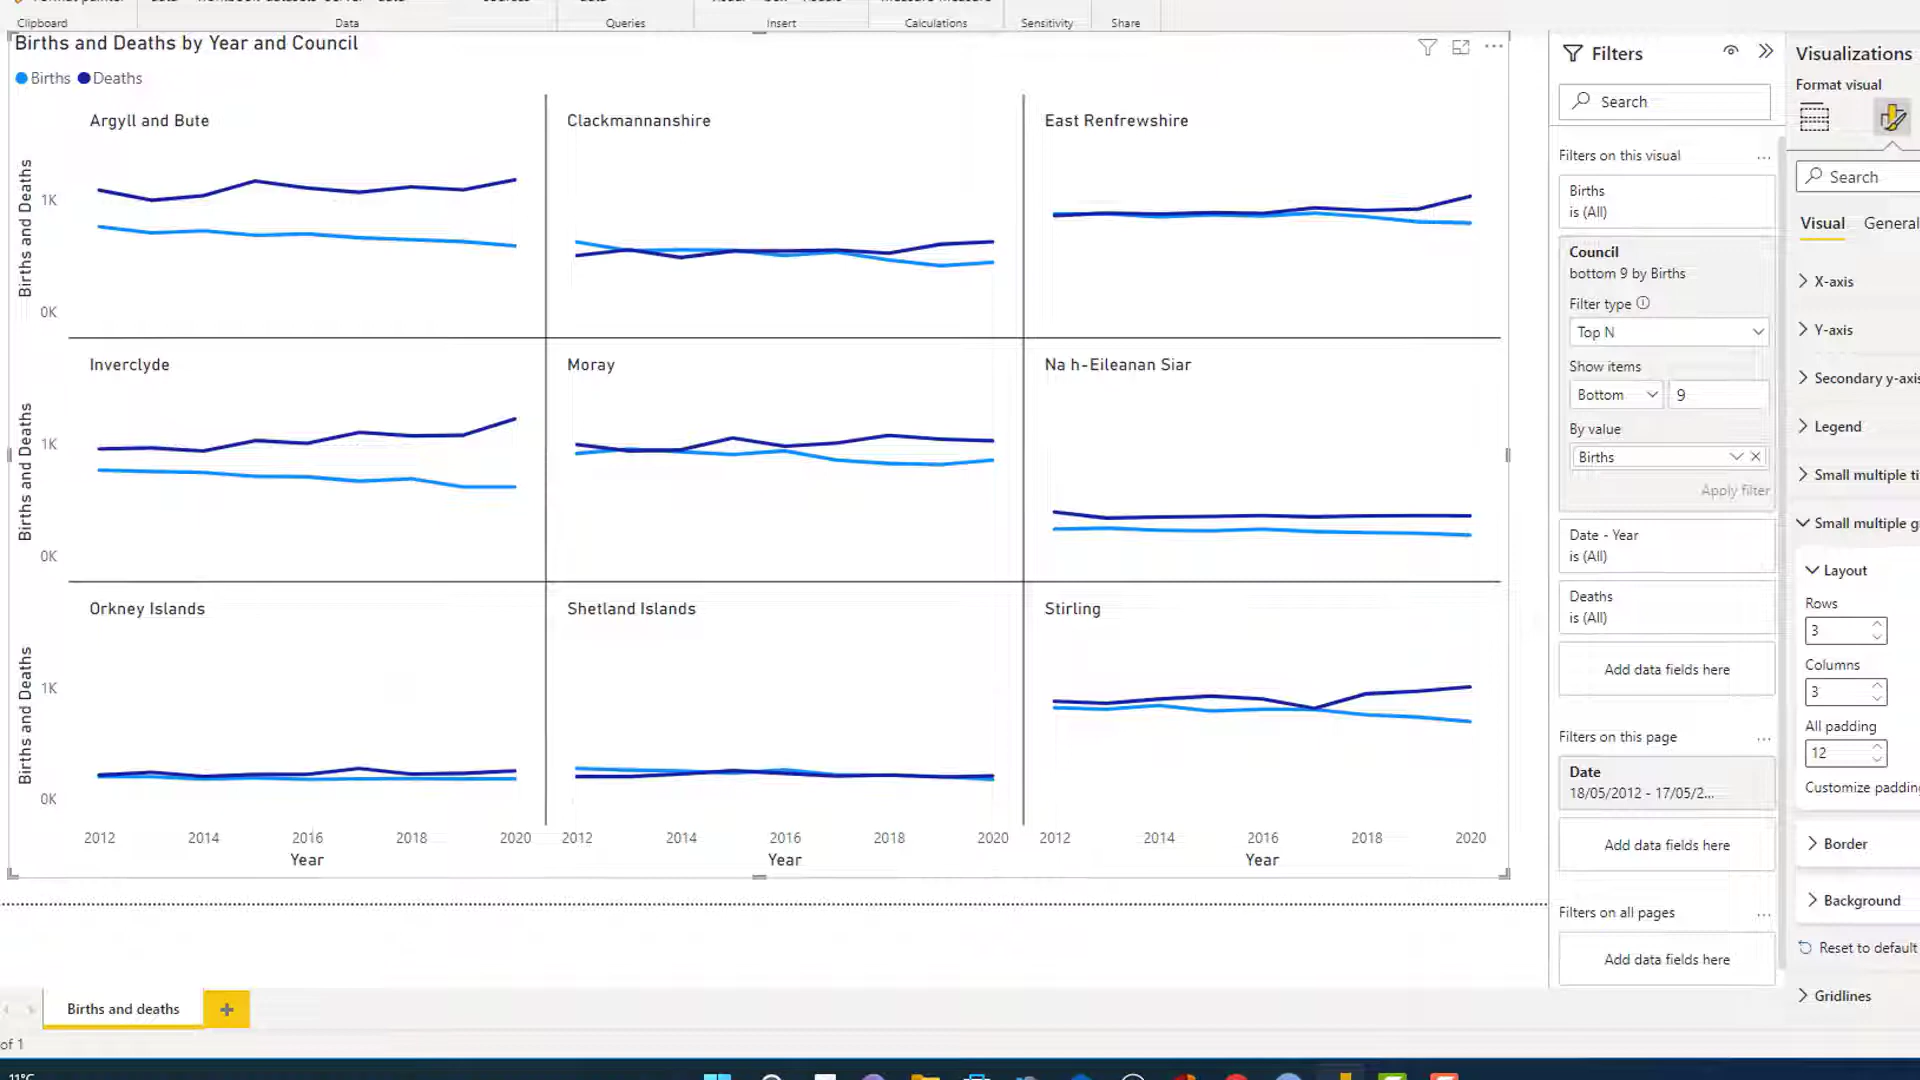 Clipboard
Data
Queries
Insert
Calculations
Sensitivity
Share
Births and Deaths by Year and Council
Births Deaths
Argyll and Bute
Clackmannanshire
East Renfrewshire
Births and Deaths
1K
0K
Inverclyde
Moray
Na h-Eileanan Siar
Births and Deaths
1K
0K
Orkney Islands
Shetland Islands
Stirling
Births and Deaths
1K
0K
2012 2014 2016 2018 2020
2012 2014 2016 2018 2020
2012 2014 2016 2018 2020
Year
Year
Year
Filters
Search
Filters on this visual
Births
is (All)
Council
bottom 9 by Births
Filter type
Top N
Show items
Bottom 9
By value
Births
Apply filter
Date - Year
is (All)
Deaths
is (All)
Add data fields here
Filters on this page
Date
18/05/2012 - 17/05/2...
Add data fields here
Filters on all pages
Add data fields here
Visualizations
Format visual
Search
Visual General
X-axis
Y-axis
Secondary y-axis
Legend
Small multiple ti
Small multiple g
Layout
Rows
3
Columns
3
All padding
12
Customize padding
Border
Background
Reset to default
Gridlines
Births and deaths
of 1
11°C